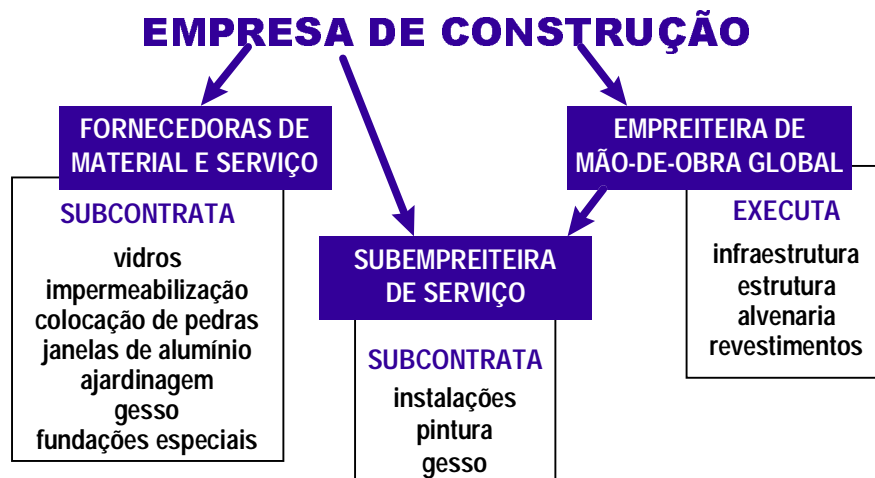 EMPRESA DE CONSTRUÇÃO
FORNECEDORAS DE
MATERIAL E SERVIÇO
SUBCONTRATA
vidros
impermeabilização
colocação de pedras
janelas de alumínio
ajardinagem
gesso
fundações especiais
SUBEMPREITEIRA
DE SERVIÇO
SUBCONTRATA
instalações
pintura
gesso
EMPREITEIRA DE
MÃO-DE-OBRA GLOBAL
EXECUTA
infraestrutura
estrutura
alvenaria
revestimentos